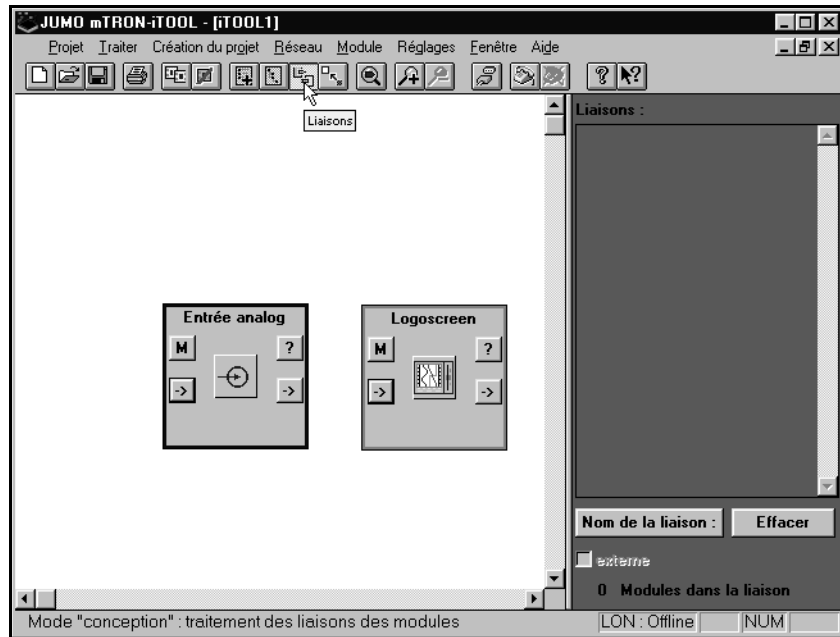 JUMO mTRON-iTOOL - [iTOOL1]
Projet Traiter Création du projet Réseau Module Réglages Fenêtre Aide
Liaisons
Liaisons :
Entrée analog
M ?
-> ->
Logoscreen
M ?
-> ->
Nom de la liaison : Effacer
externe
0 Modules dans la liaison
Mode "conception" : traitement des liaisons des modules LON : Offline NUM